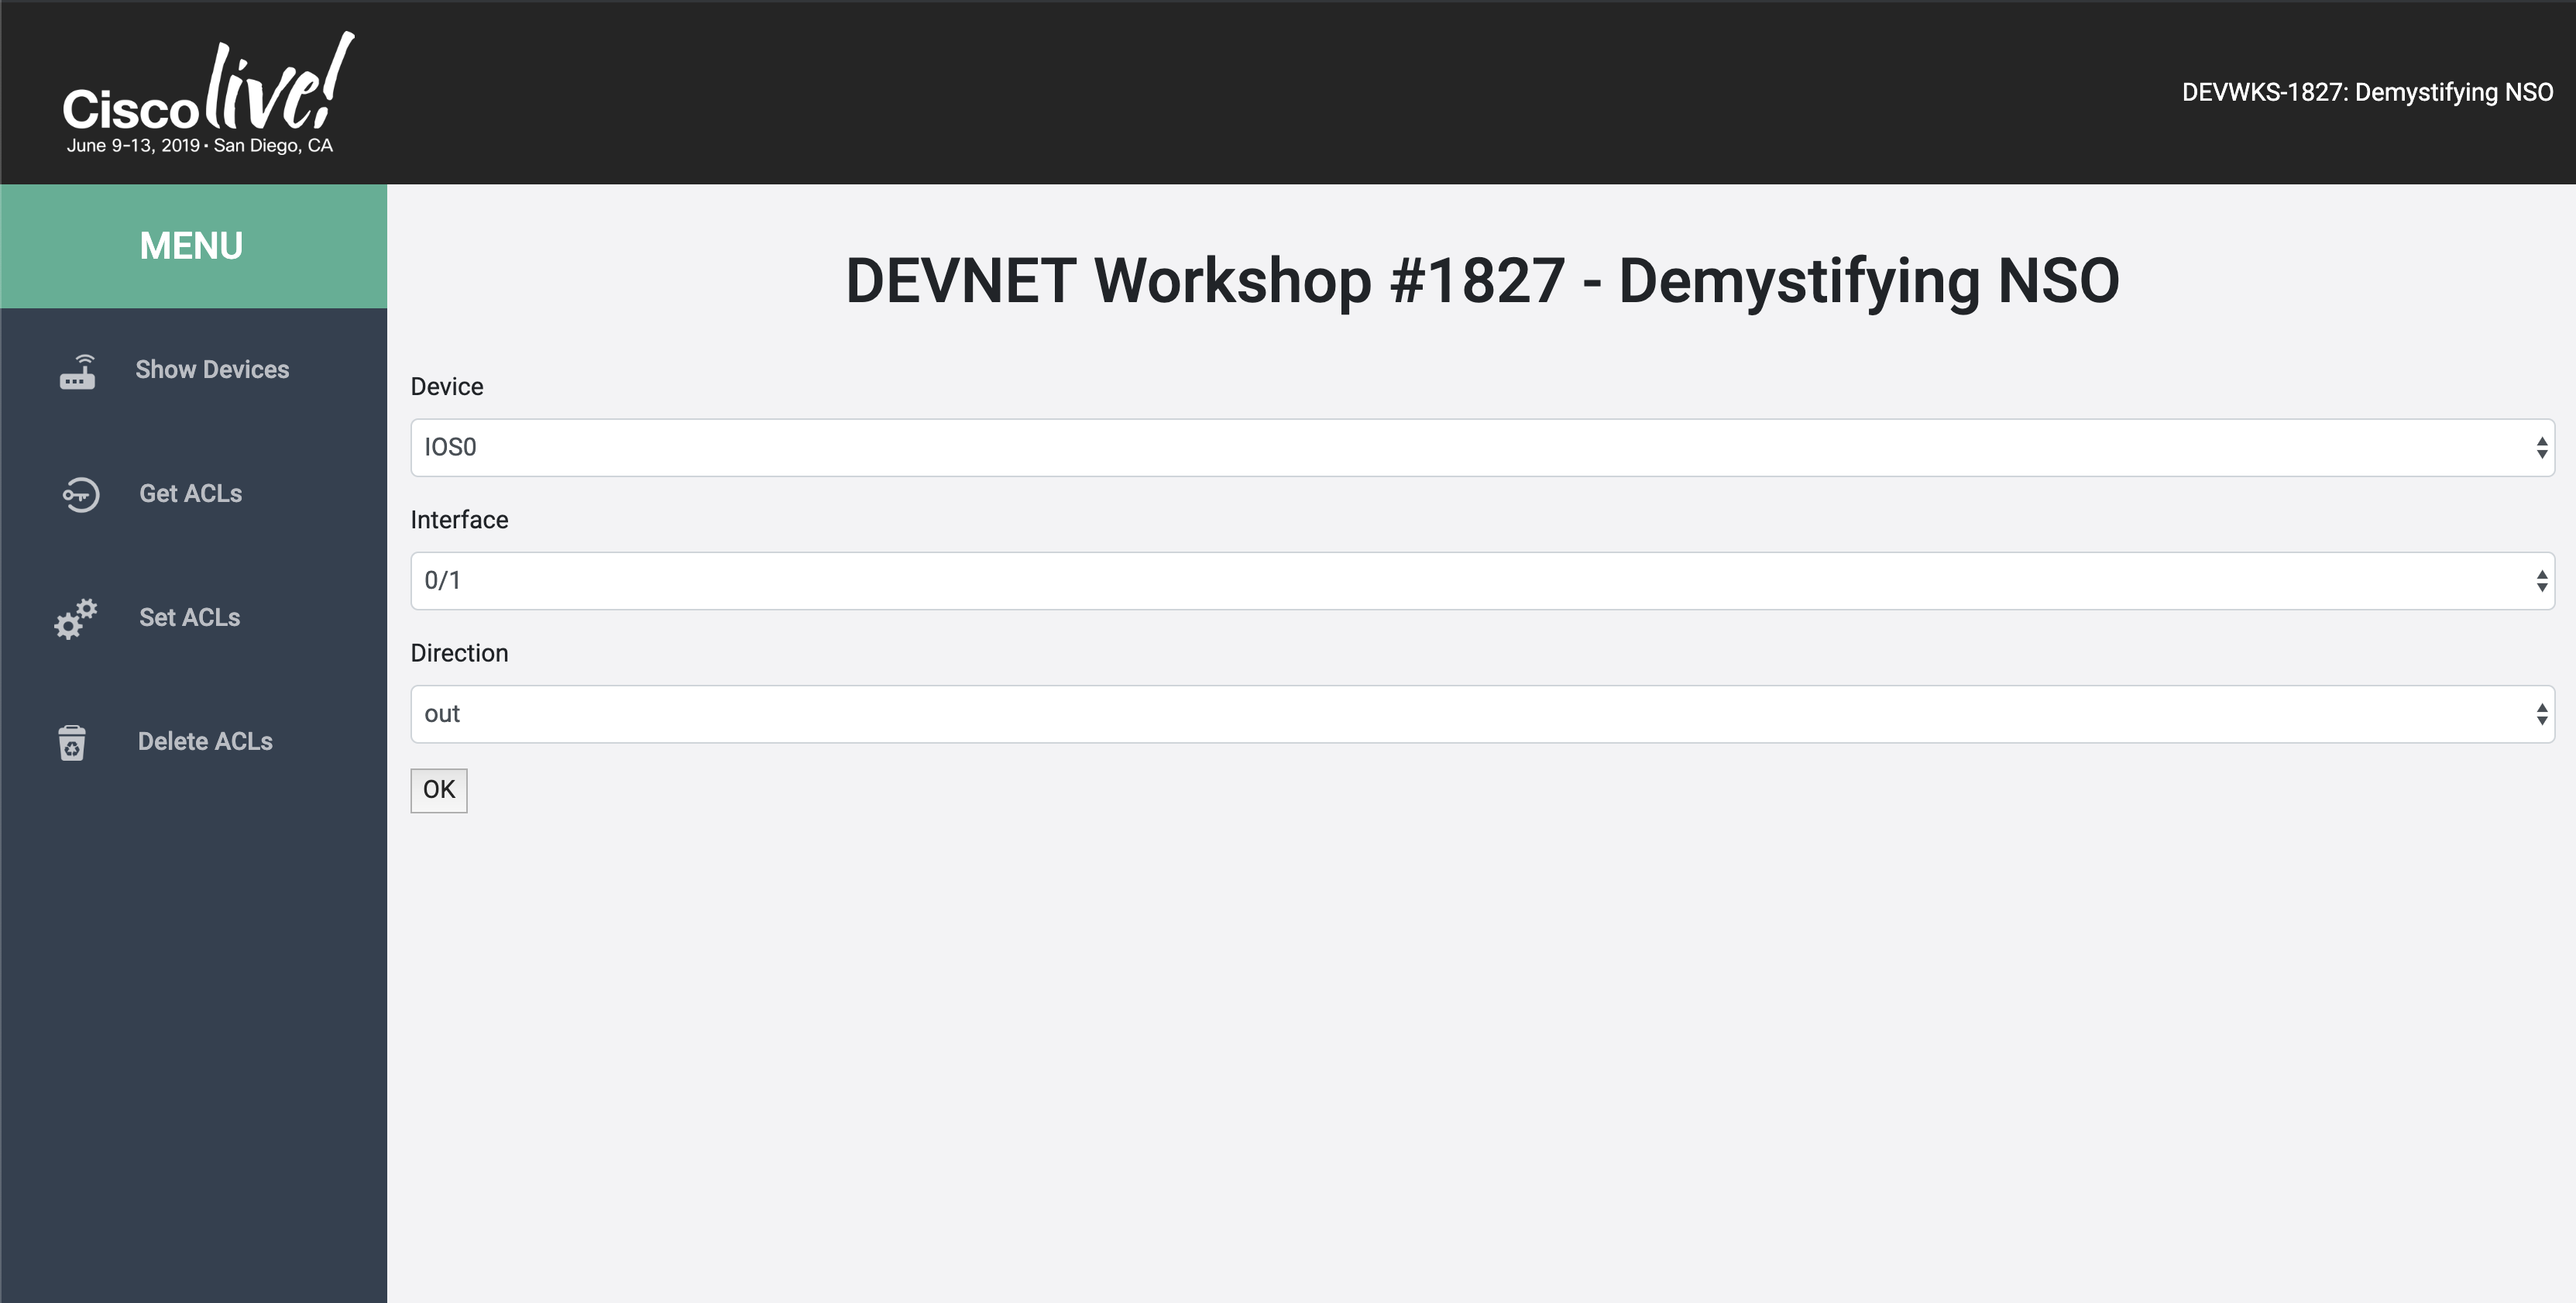 Cisco live!
June 9-13, 2019 • San Diego, CA
DEVWKS-1827: Demystifying NSO
MENU
Show Devices
Get ACLs
Set ACLs
Delete ACLs
DEVNET Workshop #1827 - Demystifying NSO
Device
IOS0
Interface
0/1
Direction
out
OK